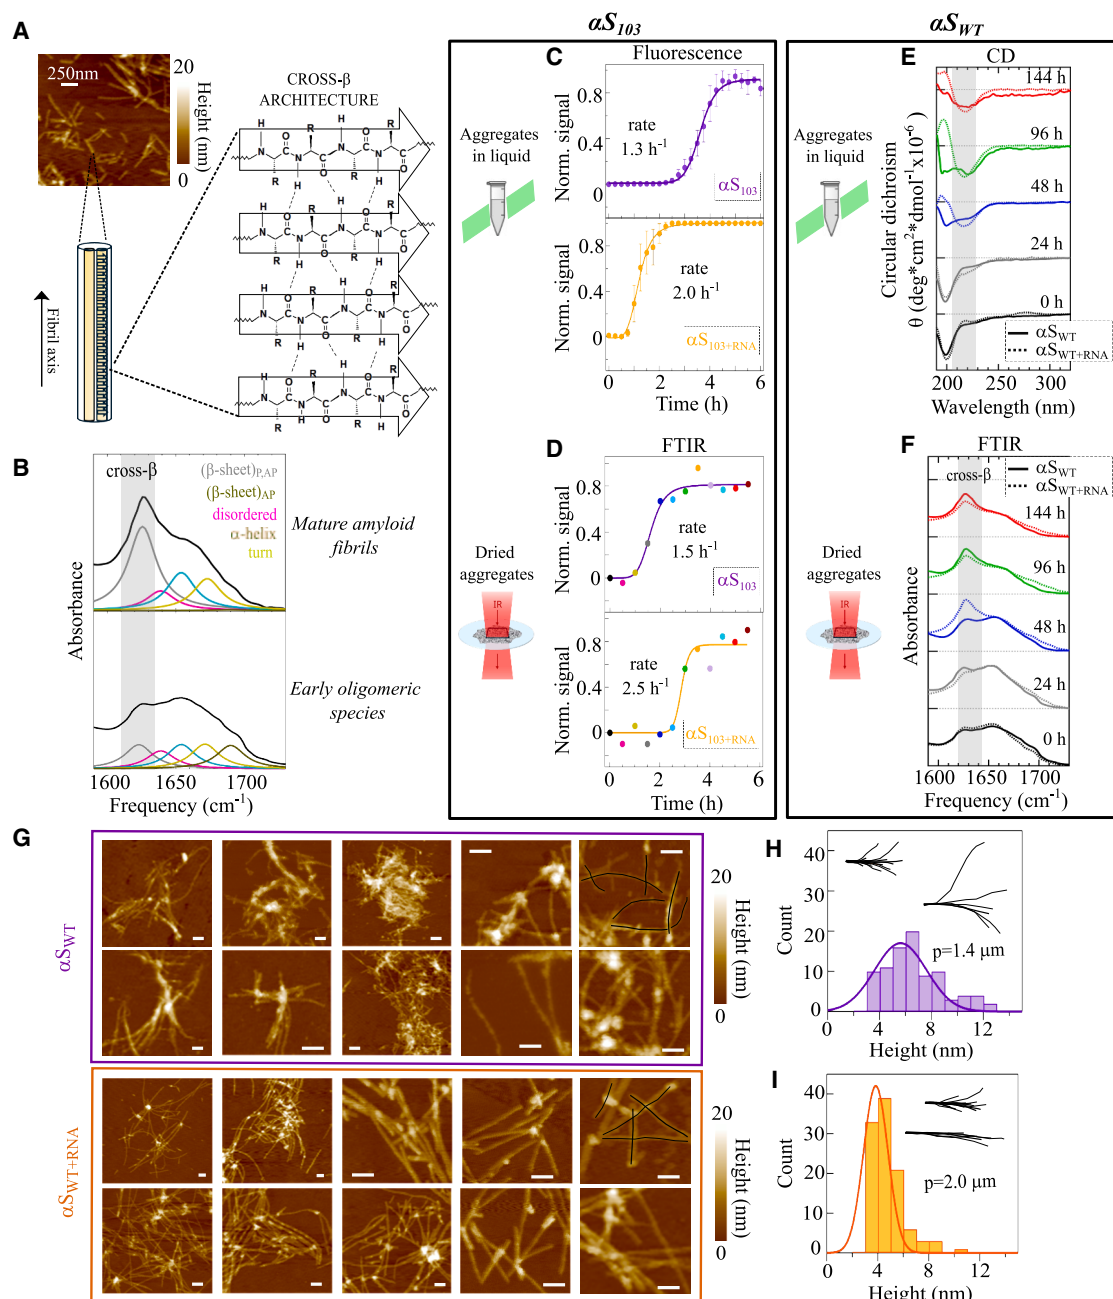 αS103
αSWT
A
250nm
20
Height (nm)
0
CROSS-β
ARCHITECTURE
H R H R
N C N C
O O
R H R H
Fibril axis
B
cross-β
(β-sheet)P,AP
(β-sheet)AP
disordered
α-helix
turn
Mature amyloid
fibrils
Early oligomeric
species
Absorbance
1600 1650 1700
Frequency (cm-1)
C
Fluorescence
Aggregates
in liquid
Norm. signal
0.8
0.4
0
rate
1.3 h-1
αS103
Norm. signal
0.8
0.4
0
rate
2.0 h-1
αS103+RNA
0 2 4 6
Time (h)
D
FTIR
Dried
aggregates
IR
Norm. signal
0.8
0.4
0
rate
1.5 h-1
αS103
Norm. signal
0.8
0.4
0
rate
2.5 h-1
αS103+RNA
0 2 4 6
Time (h)
E
CD
Aggregates
in liquid
Circular dichroism
θ (deg*cm2*dmol-1x10-6
144 h
96 h
48 h
24 h
0 h
αSWT
αSWT+RNA
200 250 300
Wavelength (nm)
F
FTIR
Dried
aggregates
IR
cross-β
αSWT
αSWT+RNA
144 h
96 h
48 h
24 h
0 h
Absorbance
1600 1650 1700
Frequency (cm-1)
G
αSWT
20
Height (nm)
0
αSWT+RNA
20
Height (nm)
0
H
Count
40
30
20
10
0
p=1.4 μm
0 4 8 12
Height (nm)
I
Count
40
30
20
10
0
p=2.0 μm
0 4 8 12
Height (nm)